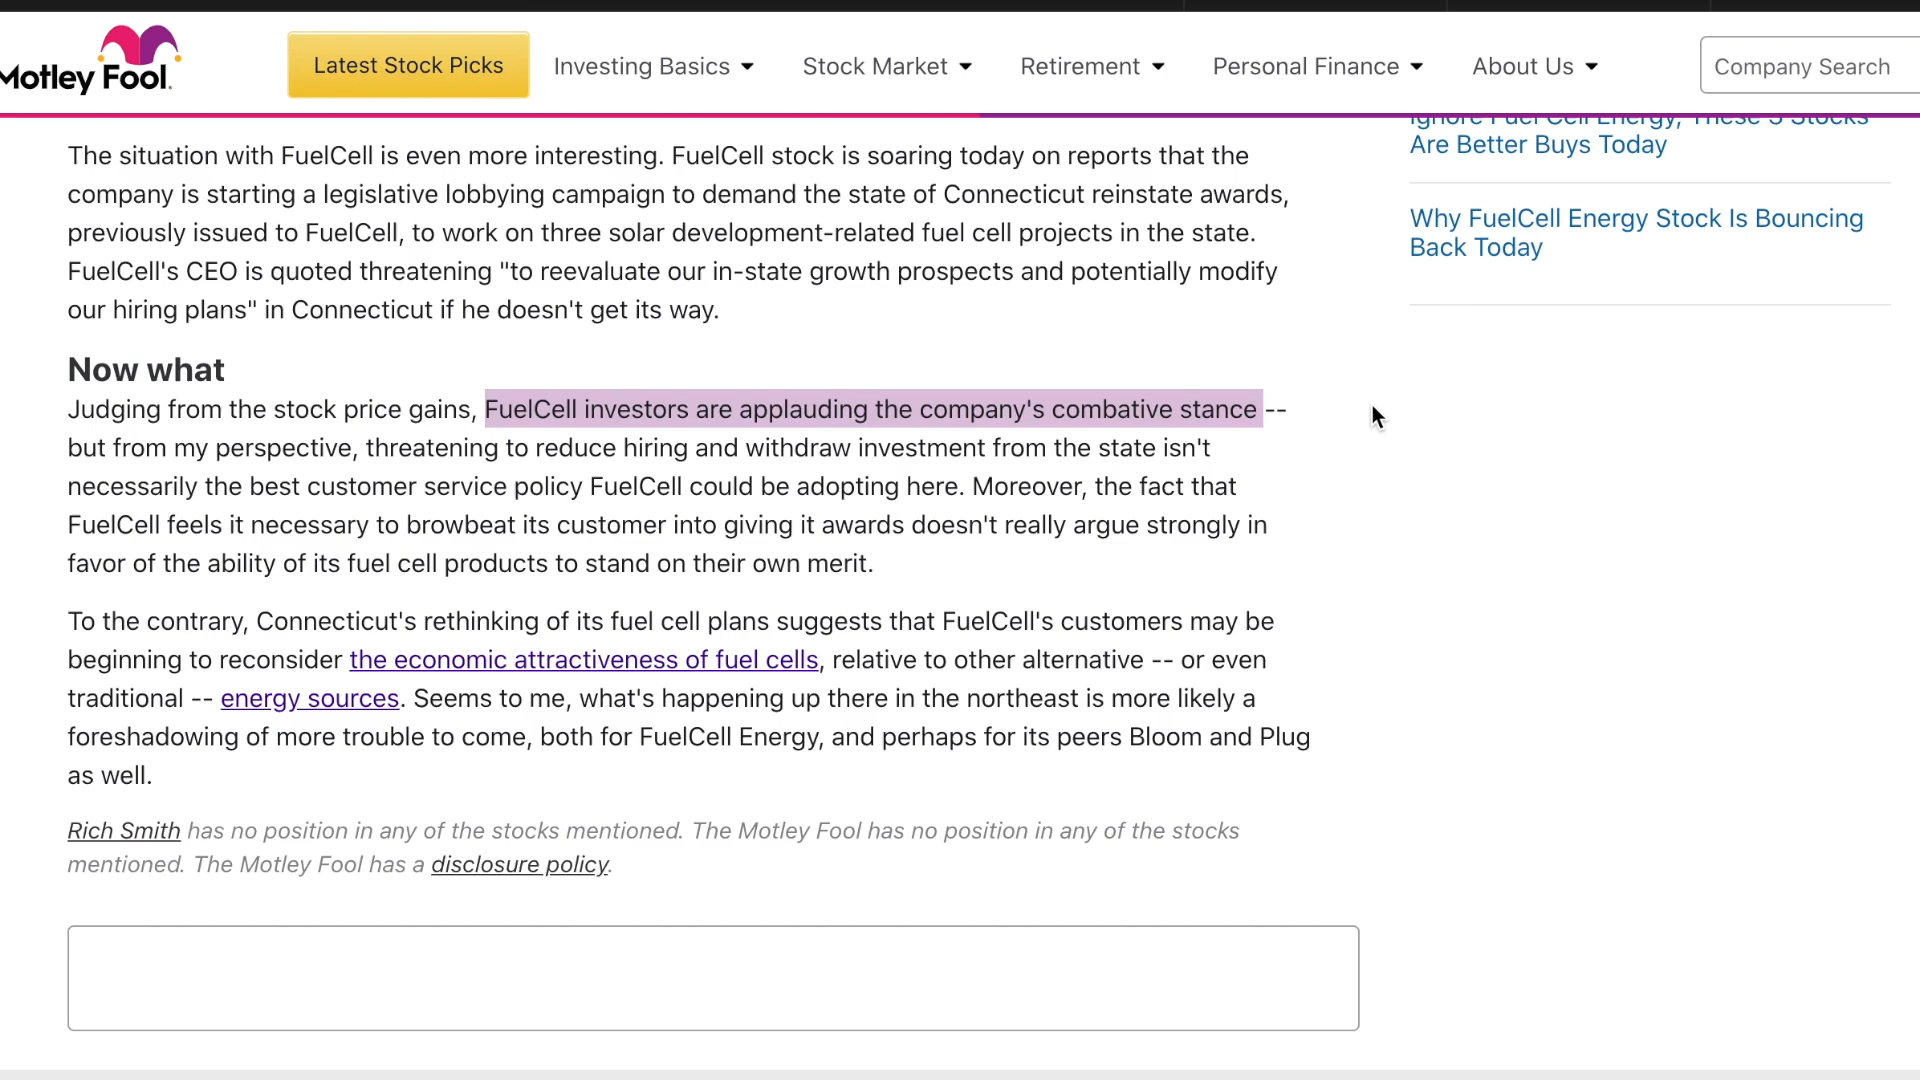 Motley Fool.
Latest Stock Picks
Investing Basics
Stock Market
Retirement
Personal Finance
About Us
Company Search
The situation with FuelCell is even more interesting. FuelCell stock is soaring today on reports that the
company is starting a legislative lobbying campaign to demand the state of Connecticut reinstate awards,
previously issued to FuelCell, to work on three solar development-related fuel cell projects in the state.
FuelCell's CEO is quoted threatening "to reevaluate our in-state growth prospects and potentially modify
our hiring plans" in Connecticut if he doesn't get its way.
Now what
Judging from the stock price gains, FuelCell investors are applauding the company's combative stance --
but from my perspective, threatening to reduce hiring and withdraw investment from the state isn't
necessarily the best customer service policy FuelCell could be adopting here. Moreover, the fact that
FuelCell feels it necessary to browbeat its customer into giving it awards doesn't really argue strongly in
favor of the ability of its fuel cell products to stand on their own merit.
To the contrary, Connecticut's rethinking of its fuel cell plans suggests that FuelCell's customers may be
beginning to reconsider the economic attractiveness of fuel cells, relative to other alternative -- or even
traditional -- energy sources. Seems to me, what's happening up there in the northeast is more likely a
foreshadowing of more trouble to come, both for FuelCell Energy, and perhaps for its peers Bloom and Plug
as well.
Rich Smith has no position in any of the stocks mentioned. The Motley Fool has no position in any of the stocks
mentioned. The Motley Fool has a disclosure policy.
Ignore Fuel Cell Energy, These 3 Stocks
Are Better Buys Today
Why FuelCell Energy Stock Is Bouncing
Back Today